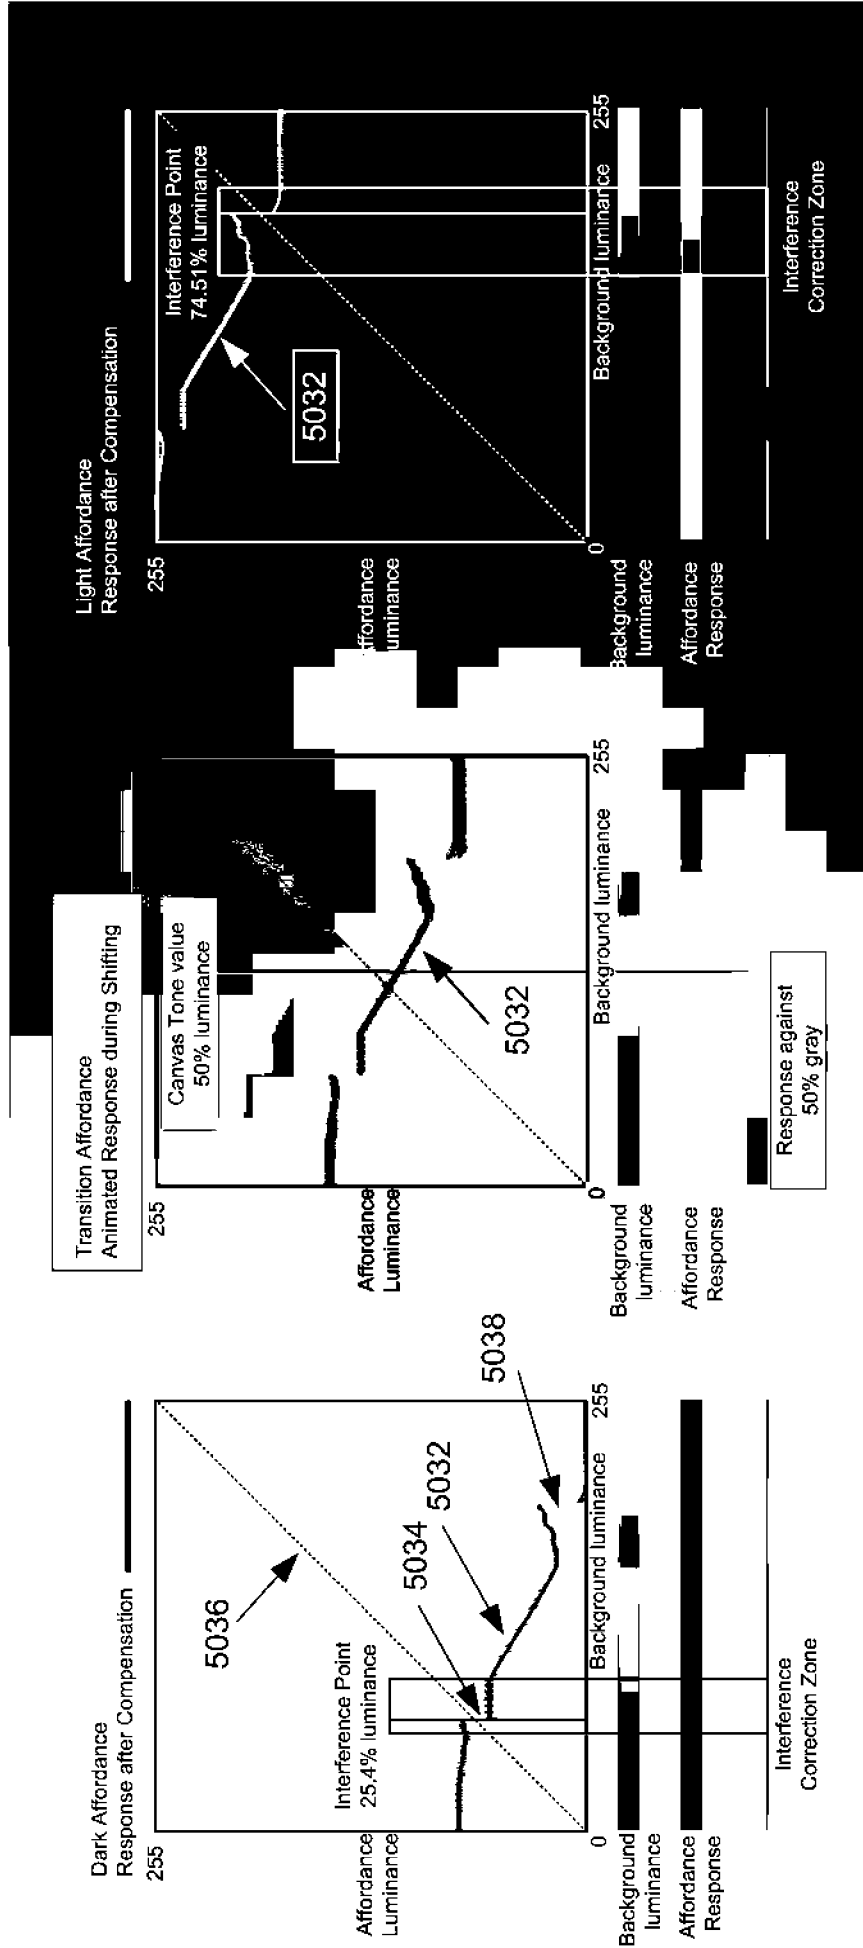 Dark Affordance
Response after Compensation
255
Affordance
Luminance
5036
Interference Point
25.4% luminance
5034
5032
5038
0
Background luminance
255
Background
luminance
Affordance
Response
Interference
Correction Zone
Transition Affordance
Animated Response during Shifting
255
Canvas Tone value
50% luminance
Affordance
Luminance
5032
0
Background luminance
255
Background
luminance
Affordance
Response
Response against
50% gray
Light Affordance
Response after Compensation
255
Interference Point
74.51% luminance
5032
ffordance
uminance
0
Background luminance
255
Background
luminance
Affordance
Response
Interference
Correction Zone